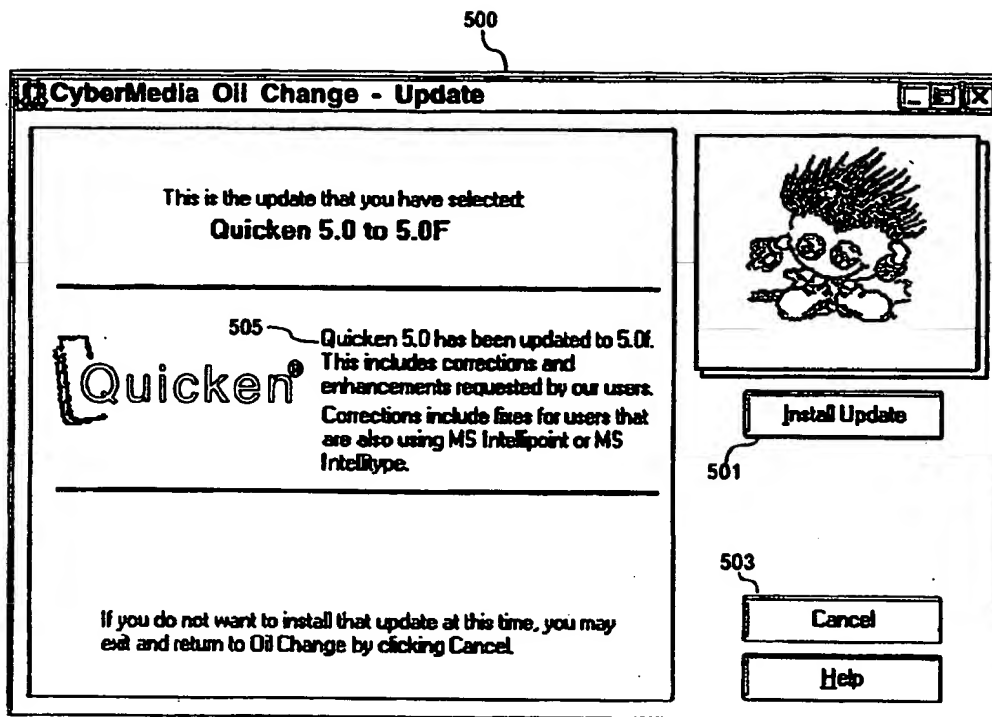 500
CyberMedia Oil Change - Update
This is the update that you have selected:
Quicken 5.0 to 5.0F
505
Quicken®
Quicken 5.0 has been updated to 5.0f.
This includes corrections and
enhancements requested by our users.
Corrections include fixes for users that
are also using MS Intellipoint or MS
Intellitype.
Install Update
501
503
If you do not want to install that update at this time, you may
exit and return to Oil Change by clicking Cancel.
Cancel
Help